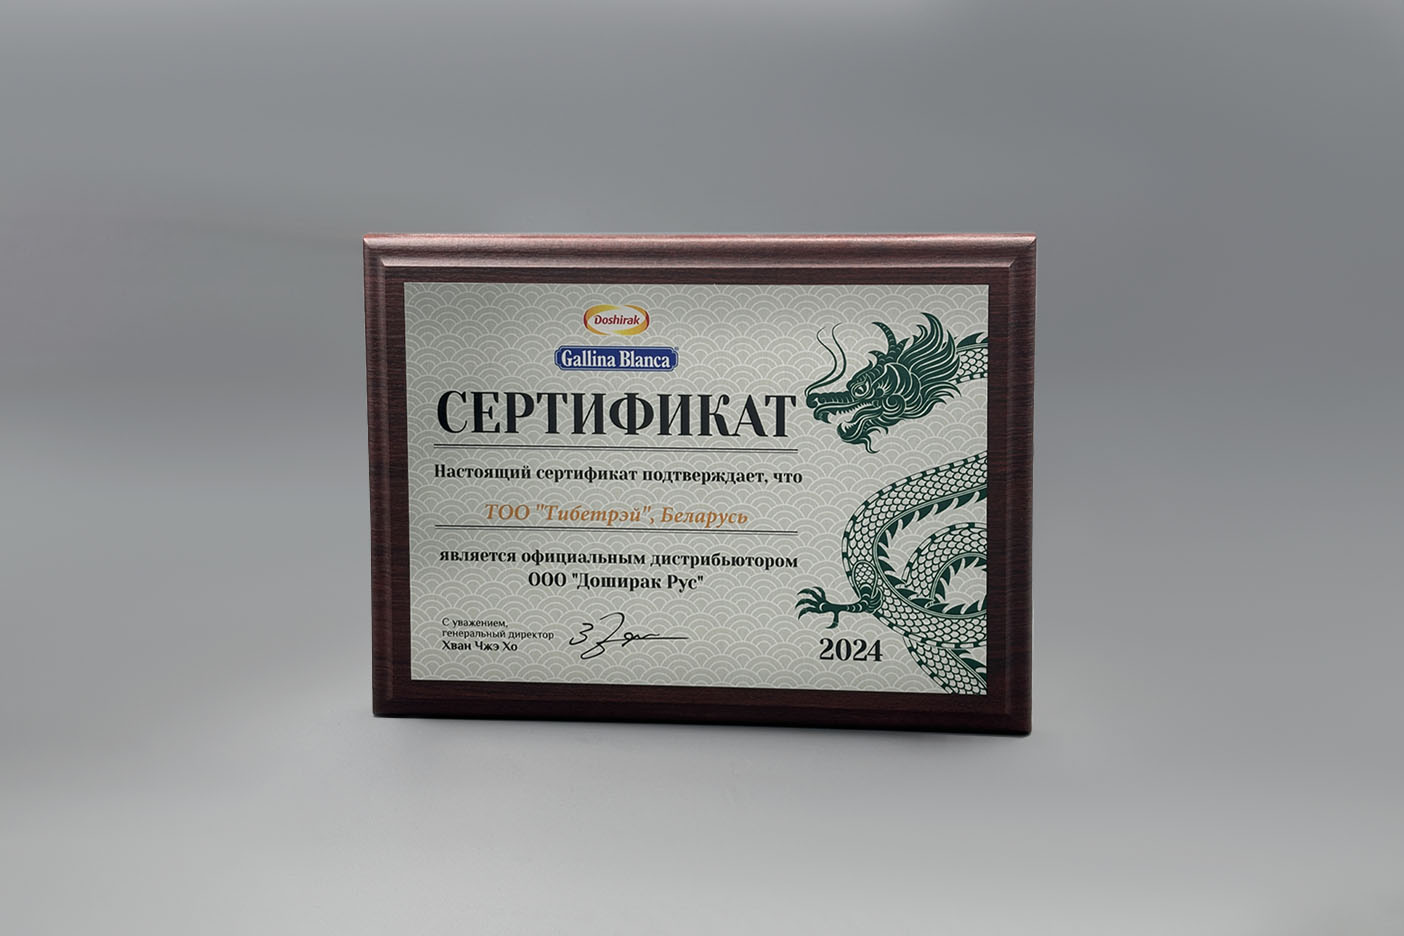 Doshirak
Gallina Blanca®
СЕРТИФИКАТ
Настоящий сертификат подтверждает, что
ТОО "Тибетрэй", Беларусь
является официальным дистрибьютором
ООО "Доширак Рус"
С уважением,
генеральный директор
Хван Чжэ Хо
2024